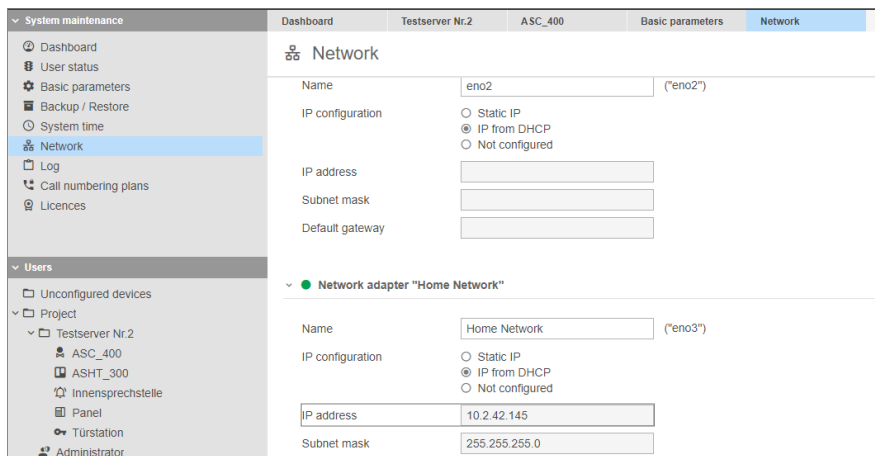 System maintenance
Dashboard
User status
Basic parameters
Backup / Restore
System time
Network
Log
Call numbering plans
Licences
Users
Unconfigured devices
Project
Testserver Nr.2
ASC_400
ASHT_300
Innensprechstelle
Panel
Türstation
Administrator
Dashboard Testserver Nr.2 ASC_400 Basic parameters Network
Network
Name eno2 ("eno2")
IP configuration Static IP
IP from DHCP
Not configured
IP address
Subnet mask
Default gateway
Network adapter "Home Network"
Name Home Network ("eno3")
IP configuration Static IP
IP from DHCP
Not configured
IP address 10.2.42.145
Subnet mask 255.255.255.0